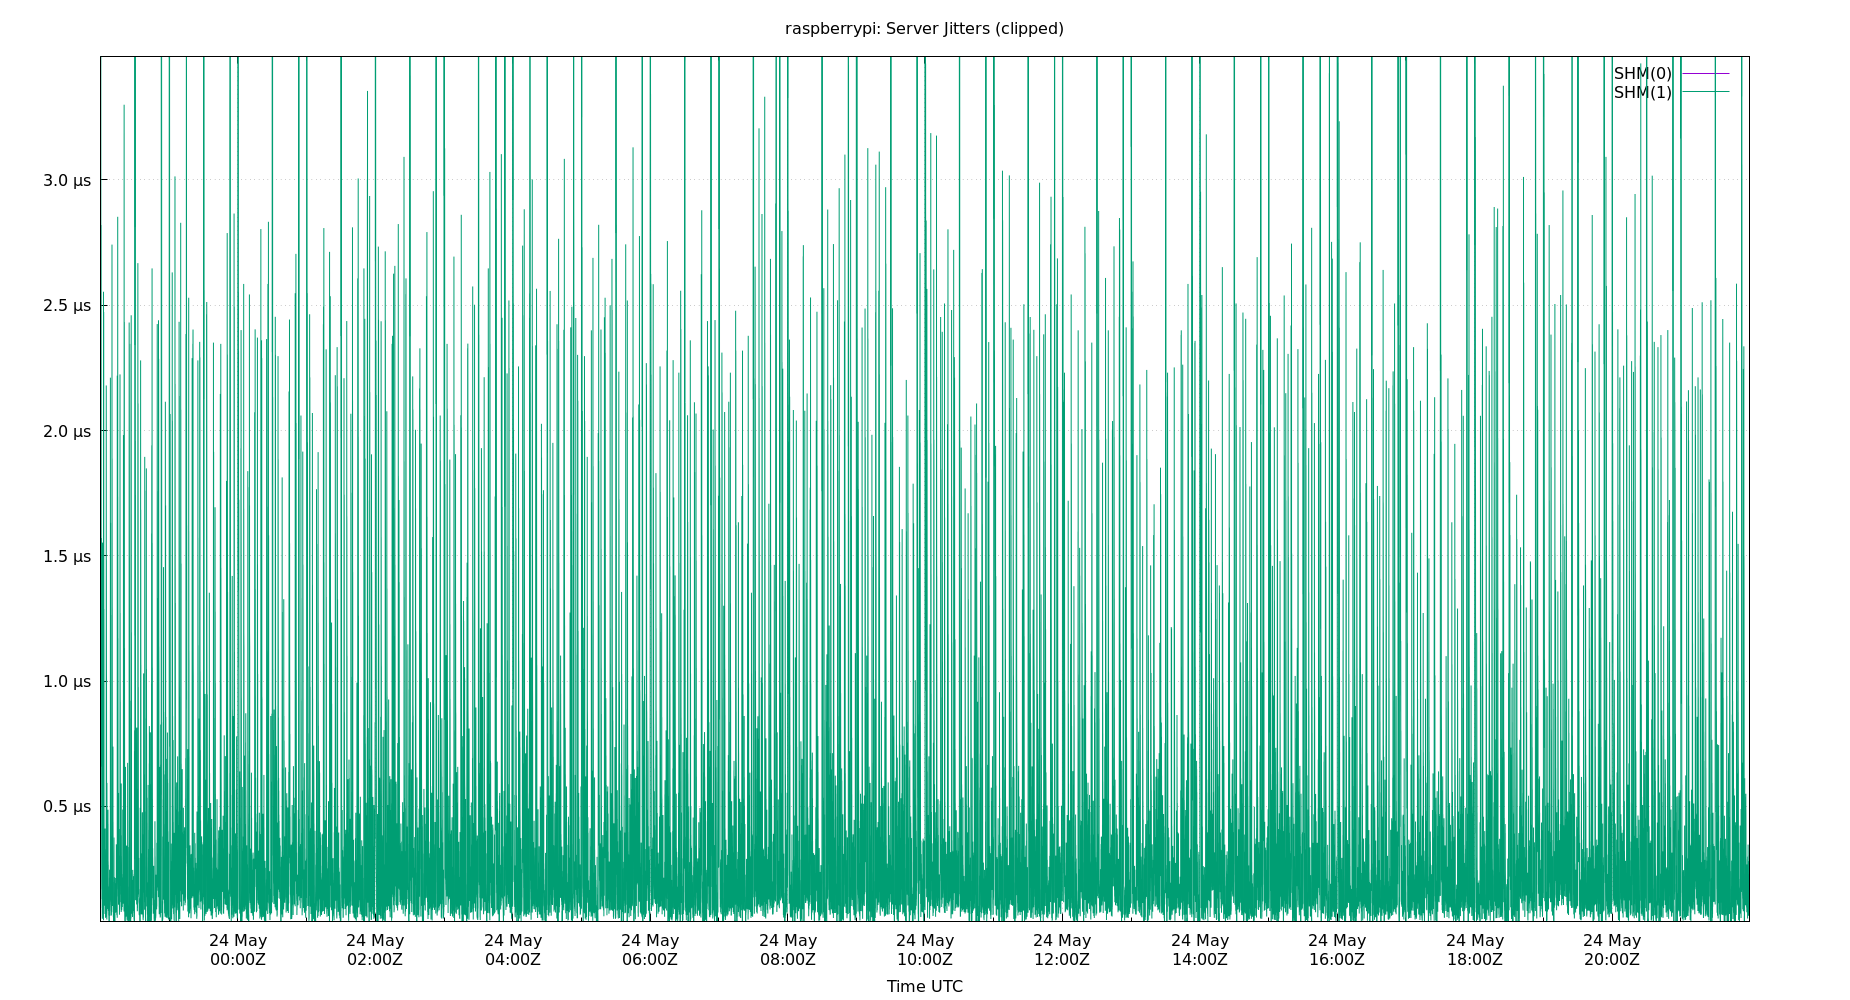 raspberrypi: Server Jitters (clipped)
SHM(0)
SHM(1)
3.0 µs
2.5 µs
2.0 µs
1.5 µs
1.0 µs
0.5 µs
24 May 24 May 24 May 24 May 24 May 24 May 24 May 24 May 24 May 24 May 24 May
00:00Z 02:00Z 04:00Z 06:00Z 08:00Z 10:00Z 12:00Z 14:00Z 16:00Z 18:00Z 20:00Z
Time UTC